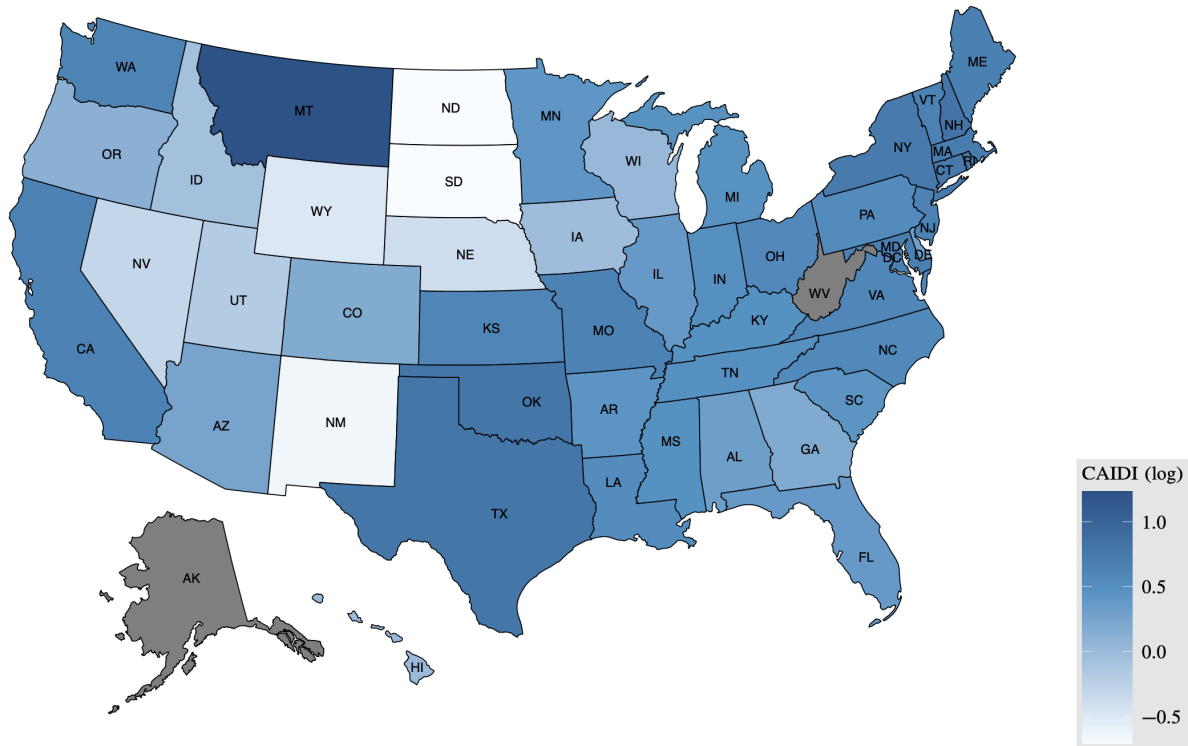 ME
WA
VT
MT
ND
MN
NH
NY
MA
OR
WI
RI
CT
ID
SD
MI
WY
PA
NJ
IA
MD
NE
OH
DE
DC
NV
IL
IN
UT
WV
VA
CO
KY
KS
MO
CA
NC
TN
OK
SC
AR
NM
AZ
MS
GA
AL
CAIDI (log)
LA
TX
1.0
FL
AK
0.5
0.0
HI
−0.5